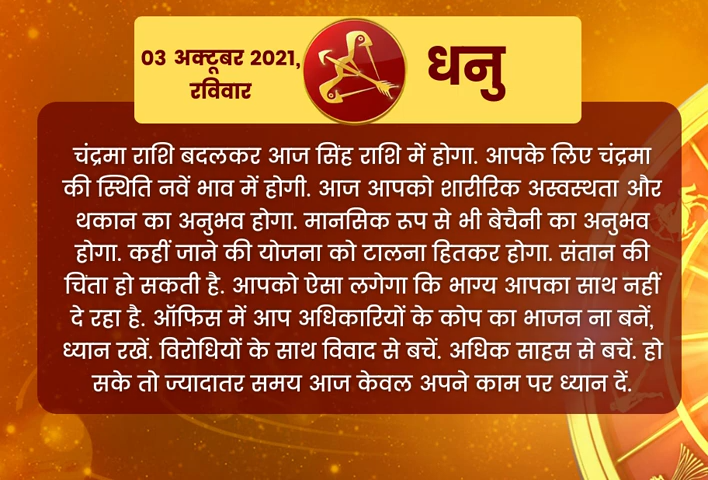 03 अक्टूबर 2021,
रविवार
धनु
चंद्रमा राशि बदलकर आज सिंह राशि में होगा. आपके लिए चंद्रमा
की स्थिति नवें भाव में होगी. आज आपको शारीरिक अस्वस्थता और
थकान का अनुभव होगा. मानसिक रूप से भी बेचैनी का अनुभव
होगा. कहीं जाने की योजना को टालना हितकर होगा. संतान की
चिंता हो सकती है. आपको ऐसा लगेगा कि भाग्य आपका साथ नहीं
दे रहा है. ऑफिस में आप अधिकारियों के कोप का भाजन ना बनें,
ध्यान रखें. विरोधियों के साथ विवाद से बचें. अधिक साहस से बचें. हो
सके तो ज्यादातर समय आज केवल अपने काम पर ध्यान दें.